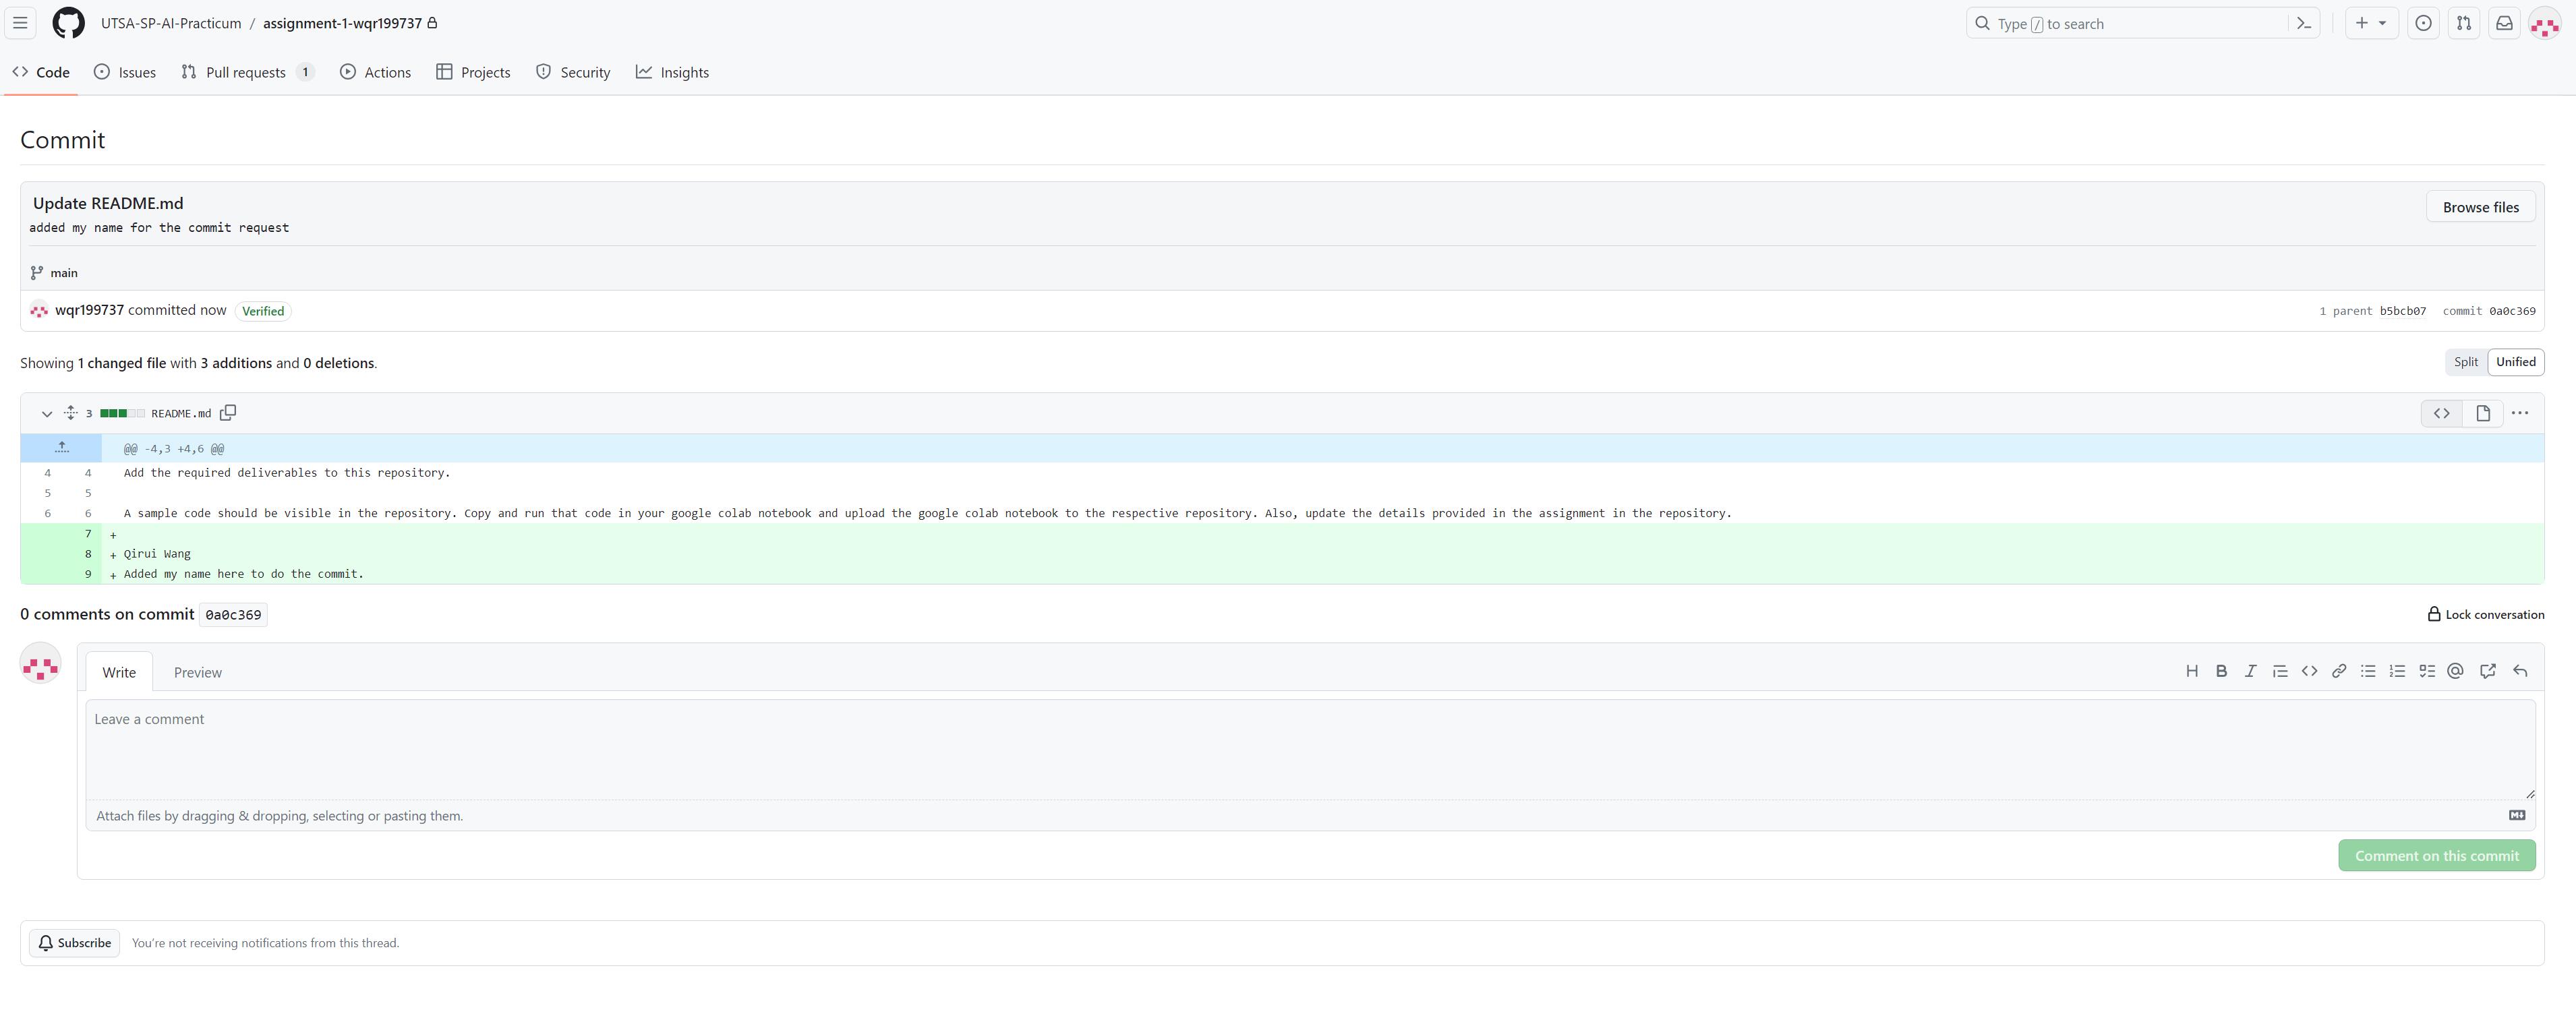 UTSA-SP-AI-Practicum / assignment-1-wqr199737
Type / to search
Code Issues Pull requests 1 Actions Projects Security Insights
Commit
Update README.md
Browse files
added my name for the commit request
main
wqr199737 committed now Verified
1 parent b5bcb07 commit 0a0c369
Showing 1 changed file with 3 additions and 0 deletions.
Split Unified
3 README.md
@@ -4,3 +4,6 @@
4 4 Add the required deliverables to this repository.
5 5
6 6 A sample code should be visible in the repository. Copy and run that code in your google colab notebook and upload the google colab notebook to the respective repository. Also, update the details provided in the assignment in the repository.
7 +
8 + Qirui Wang
9 + Added my name here to do the commit.
0 comments on commit 0a0c369
Lock conversation
Write Preview
Leave a comment
Attach files by dragging & dropping, selecting or pasting them.
Comment on this commit
Subscribe You're not receiving notifications from this thread.